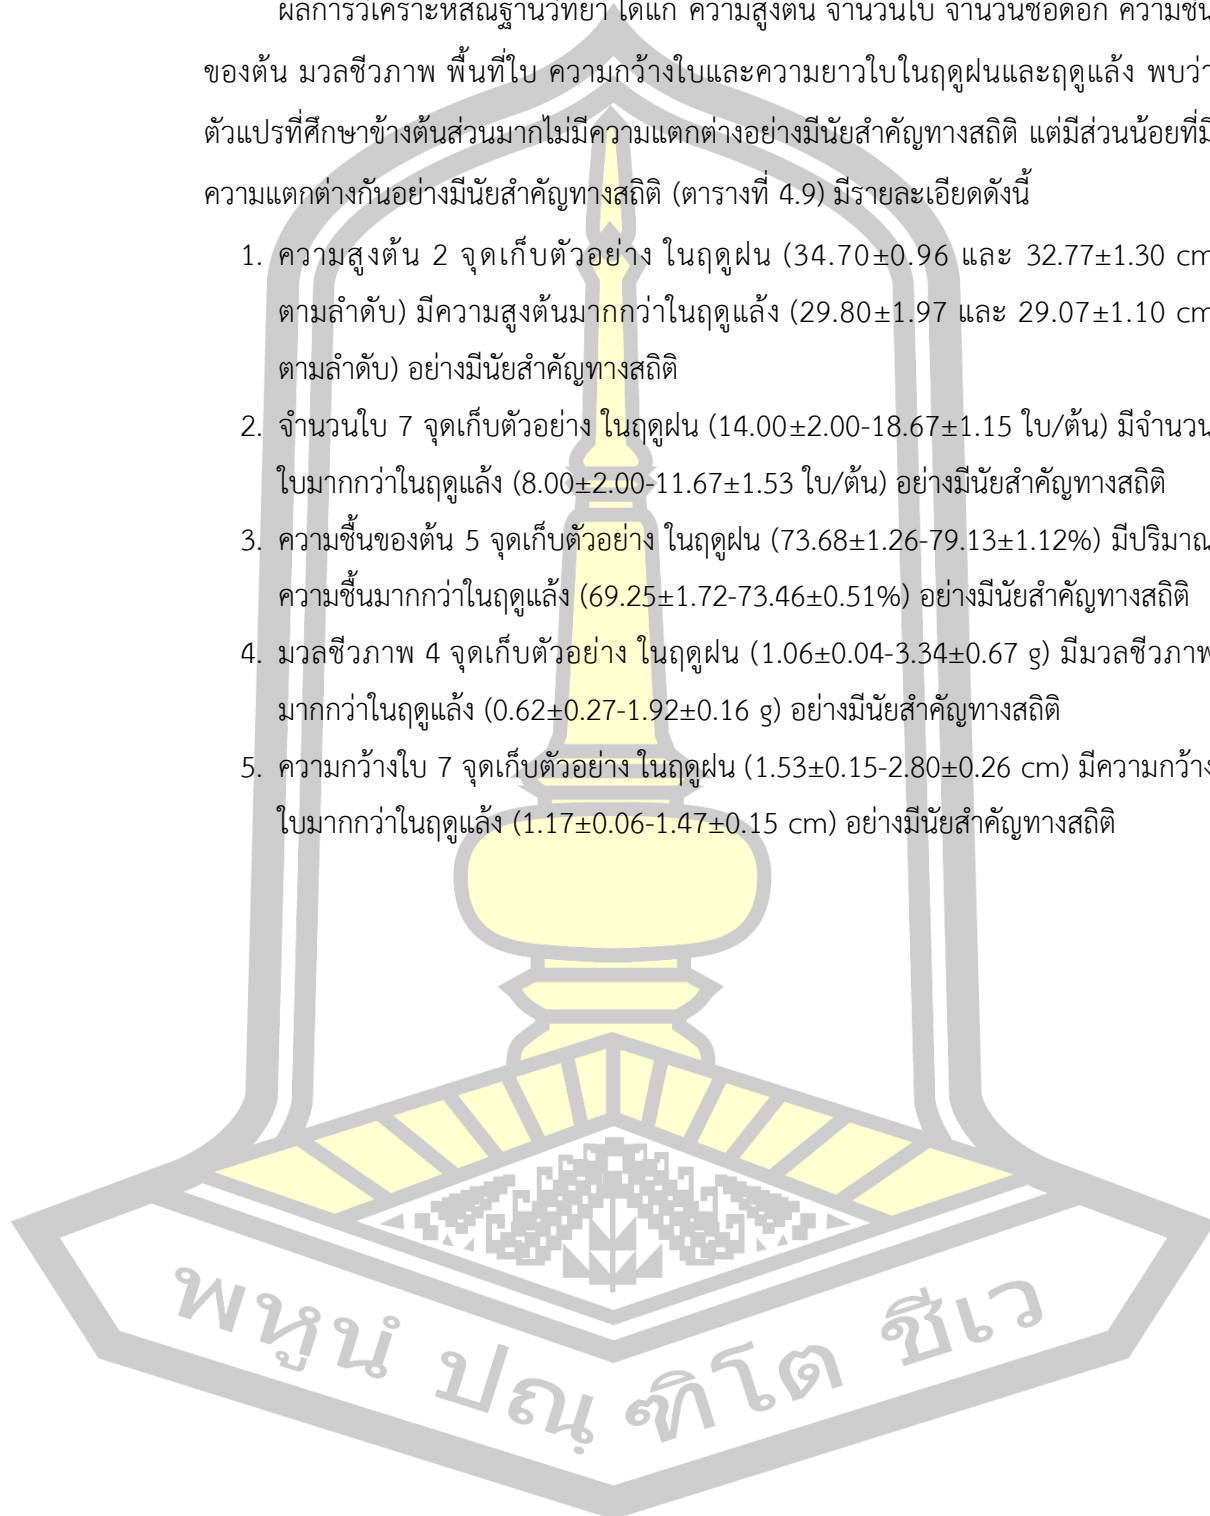 ผลการวิเคราะห์สัณฐานวิทยา ได้แก่ ความสูงต้น จำนวนใบ จำนวนช่อดอก ความชื้น
ของต้น มวลชีวภาพ พื้นที่ใบ ความกว้างใบและความยาวใบในฤดูฝนและฤดูแล้ง พบว่า
ตัวแปรที่ศึกษาข้างต้นส่วนมากไม่มีความแตกต่างอย่างมีนัยสำคัญทางสถิติ แต่มีส่วนน้อยที่มี
ความแตกต่างกันอย่างมีนัยสำคัญทางสถิติ (ตารางที่ 4.9) มีรายละเอียดดังนี้
1. ความสูงต้น 2 จุดเก็บตัวอย่าง ในฤดูฝน (34.70±0.96 และ 32.77±1.30 cm
ตามลำดับ) มีความสูงต้นมากกว่าในฤดูแล้ง (29.80±1.97 และ 29.07±1.10 cm
ตามลำดับ) อย่างมีนัยสำคัญทางสถิติ
2. จำนวนใบ 7 จุดเก็บตัวอย่าง ในฤดูฝน (14.00±2.00-18.67±1.15 ใบ/ต้น) มีจำนวน
ใบมากกว่าในฤดูแล้ง (8.00±2.00-11.67±1.53 ใบ/ต้น) อย่างมีนัยสำคัญทางสถิติ
3. ความชื้นของต้น 5 จุดเก็บตัวอย่าง ในฤดูฝน (73.68±1.26-79.13±1.12%) มีปริมาณ
ความชื้นมากกว่าในฤดูแล้ง (69.25±1.72-73.46±0.51%) อย่างมีนัยสำคัญทางสถิติ
4. มวลชีวภาพ 4 จุดเก็บตัวอย่าง ในฤดูฝน (1.06±0.04-3.34±0.67 g) มีมวลชีวภาพ
มากกว่าในฤดูแล้ง (0.62±0.27-1.92±0.16 g) อย่างมีนัยสำคัญทางสถิติ
5. ความกว้างใบ 7 จุดเก็บตัวอย่าง ในฤดูฝน (1.53±0.15-2.80±0.26 cm) มีความกว้าง
ใบมากกว่าในฤดูแล้ง (1.17±0.06-1.47±0.15 cm) อย่างมีนัยสำคัญทางสถิติ
พหูนํ ปณฺ ฑิโต ชีเว